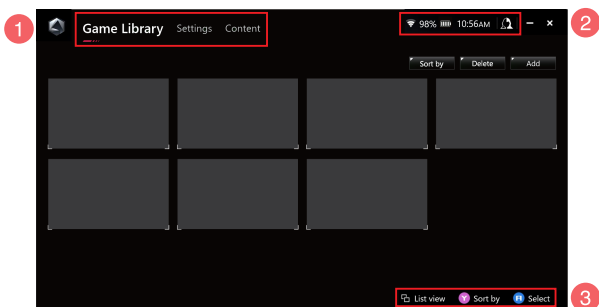 1
Game Library Settings Content
98% 10:56AM
2
Sort by Delete Add
List view Y Sort by Select
3